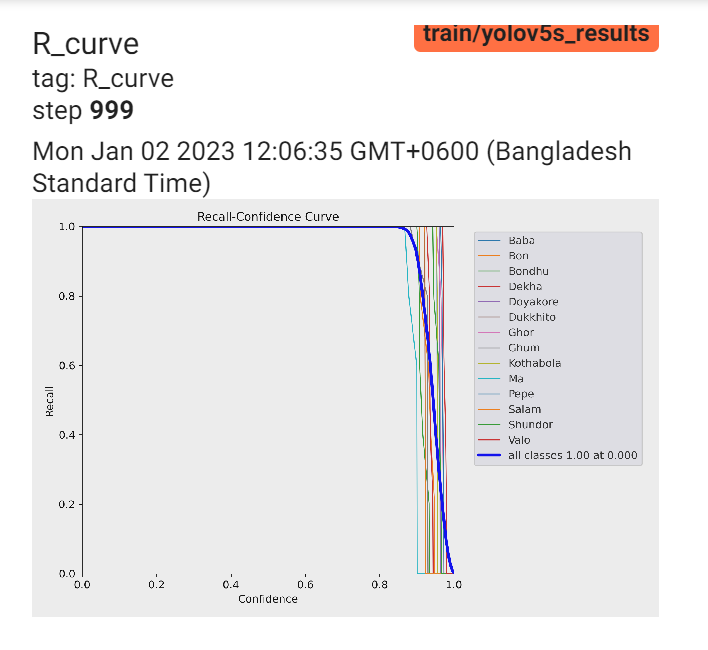 R_curve
train/yolov5s_results
tag: R_curve
step 999
Mon Jan 02 2023 12:06:35 GMT+0600 (Bangladesh
Standard Time)
Recall-Confidence Curve
1.0
0.8
0.6
0.4
0.2
0.0
Recall
0.0 0.2 0.4 0.6 0.8 1.0
Confidence
Baba
Bon
Bondhu
Dekha
Doyakore
Dukkhito
Ghor
Ghum
Kothabola
Ma
Pepe
Salam
Shundor
Valo
all classes 1.00 at 0.000